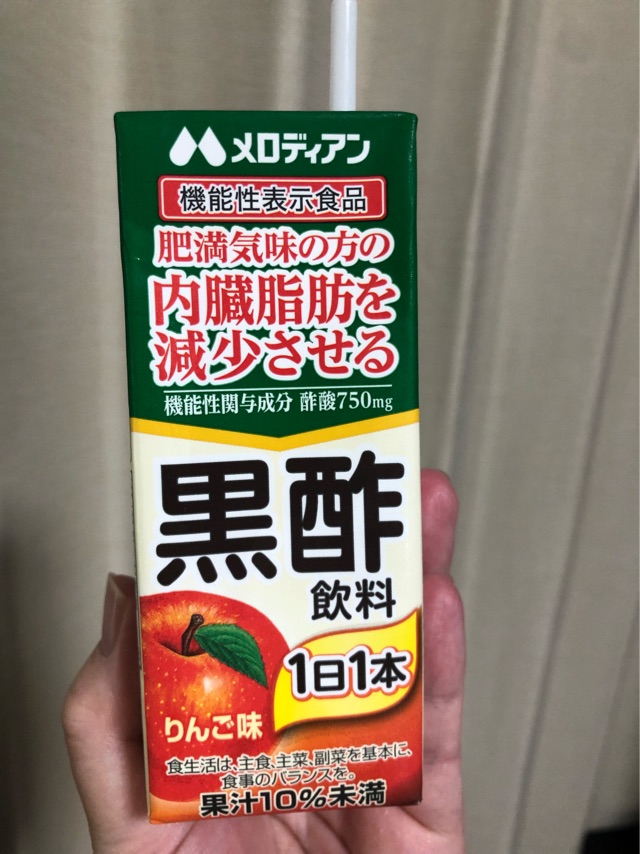 メロディアン
機能性表示食品
肥満気味の方の
内臓脂肪を
減少させる
機能性関与成分 酢酸750mg
黒酢
飲料
1日1本
りんご味
食生活は、主食、主菜、副菜を基本に、
食事のバランスを。
果汁10%未満